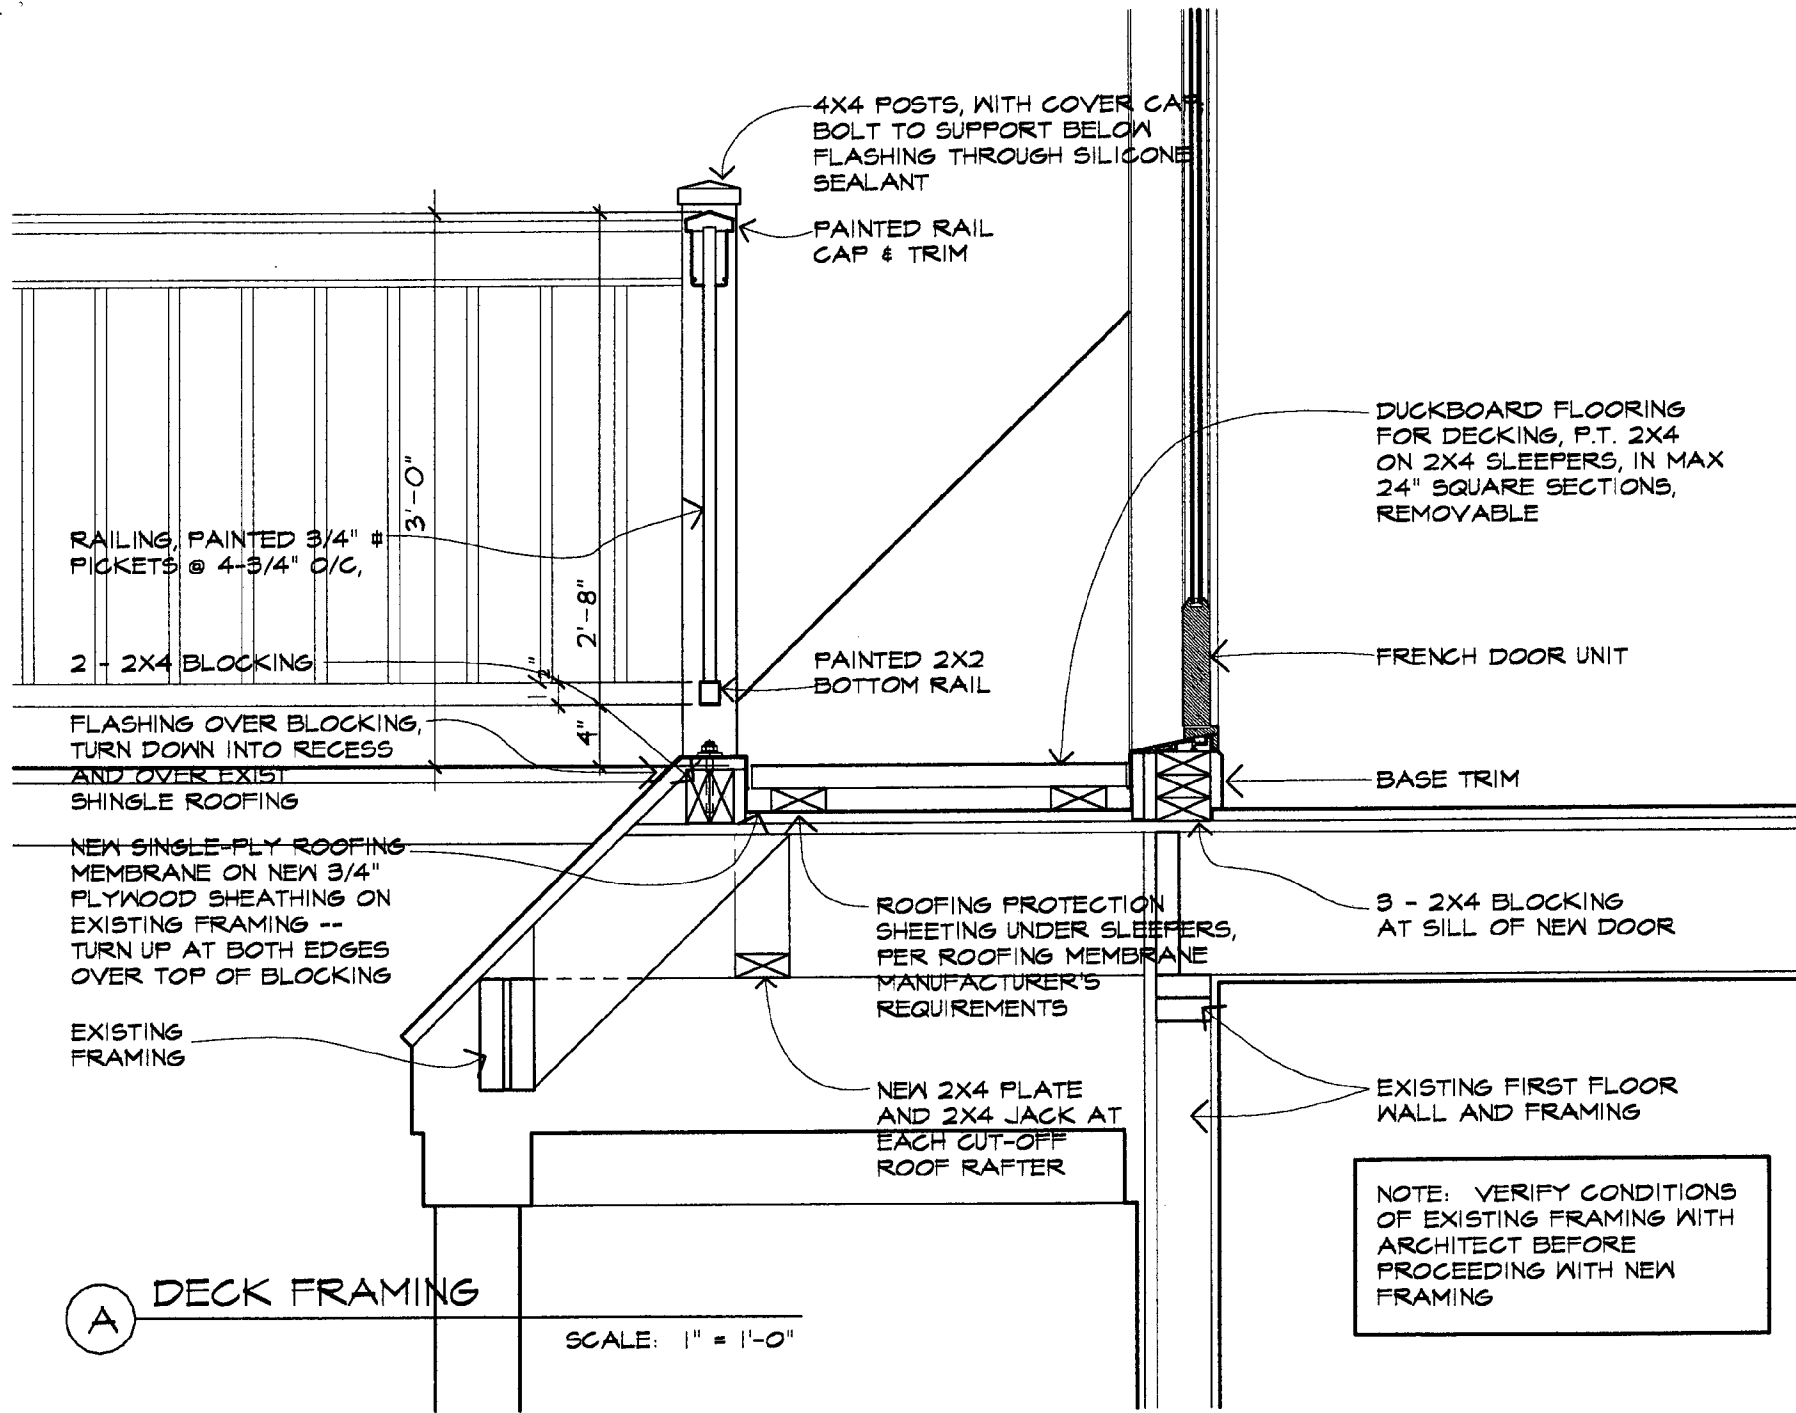 4X4 POSTS, WITH COVER CAP,
BOLT TO SUPPORT BELOW
FLASHING THROUGH SILICONE
SEALANT
PAINTED RAIL
CAP & TRIM
3'-0"
DUCKBOARD FLOORING
FOR DECKING, P.T. 2X4
ON 2X4 SLEEPERS, IN MAX
24" SQUARE SECTIONS,
REMOVABLE
RAILING, PAINTED 3/4" #
PICKETS @ 4-3/4" O/C,
2'-8"
2 - 2X4 BLOCKING
PAINTED 2X2
BOTTOM RAIL
FRENCH DOOR UNIT
4"
FLASHING OVER BLOCKING,
TURN DOWN INTO RECESS
AND OVER EXIST
SHINGLE ROOFING
BASE TRIM
NEW SINGLE-PLY ROOFING
MEMBRANE ON NEW 3/4"
PLYWOOD SHEATHING ON
EXISTING FRAMING --
TURN UP AT BOTH EDGES
OVER TOP OF BLOCKING
ROOFING PROTECTION
SHEETING UNDER SLEEPERS,
PER ROOFING MEMBRANE
MANUFACTURER'S
REQUIREMENTS
3 - 2X4 BLOCKING
AT SILL OF NEW DOOR
EXISTING
FRAMING
NEW 2X4 PLATE
AND 2X4 JACK AT
EACH CUT-OFF
ROOF RAFTER
EXISTING FIRST FLOOR
WALL AND FRAMING
NOTE: VERIFY CONDITIONS
OF EXISTING FRAMING WITH
ARCHITECT BEFORE
PROCEEDING WITH NEW
FRAMING
A
DECK FRAMING
SCALE: 1" = 1'-0"